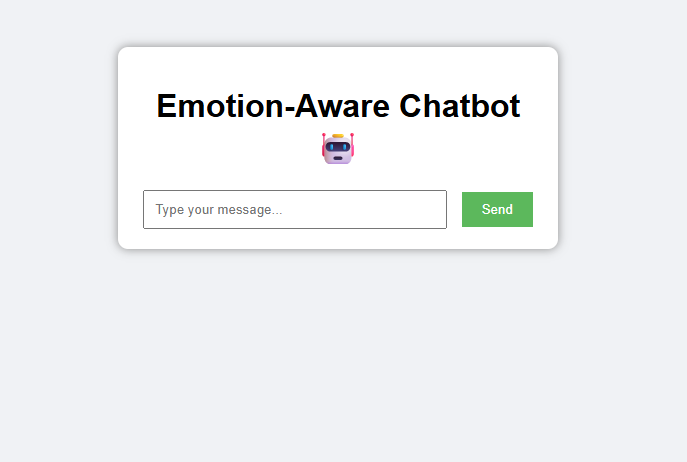 Emotion-Aware Chatbot
🤖
Type your message...
Send